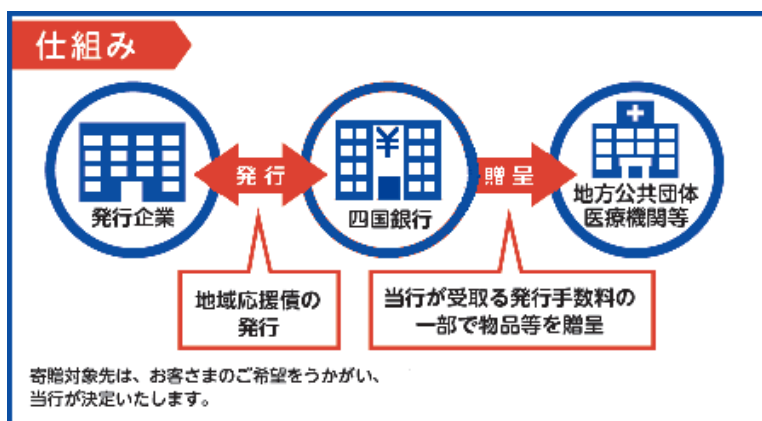 仕組み
発行企業
発行
四国銀行
贈呈
地方公共団体
医療機関等
地域応援債の
発行
当行が受取る発行手数料の
一部で物品等を贈呈
寄贈対象先は、お客さまのご希望をうかがい、
当行が決定いたします。